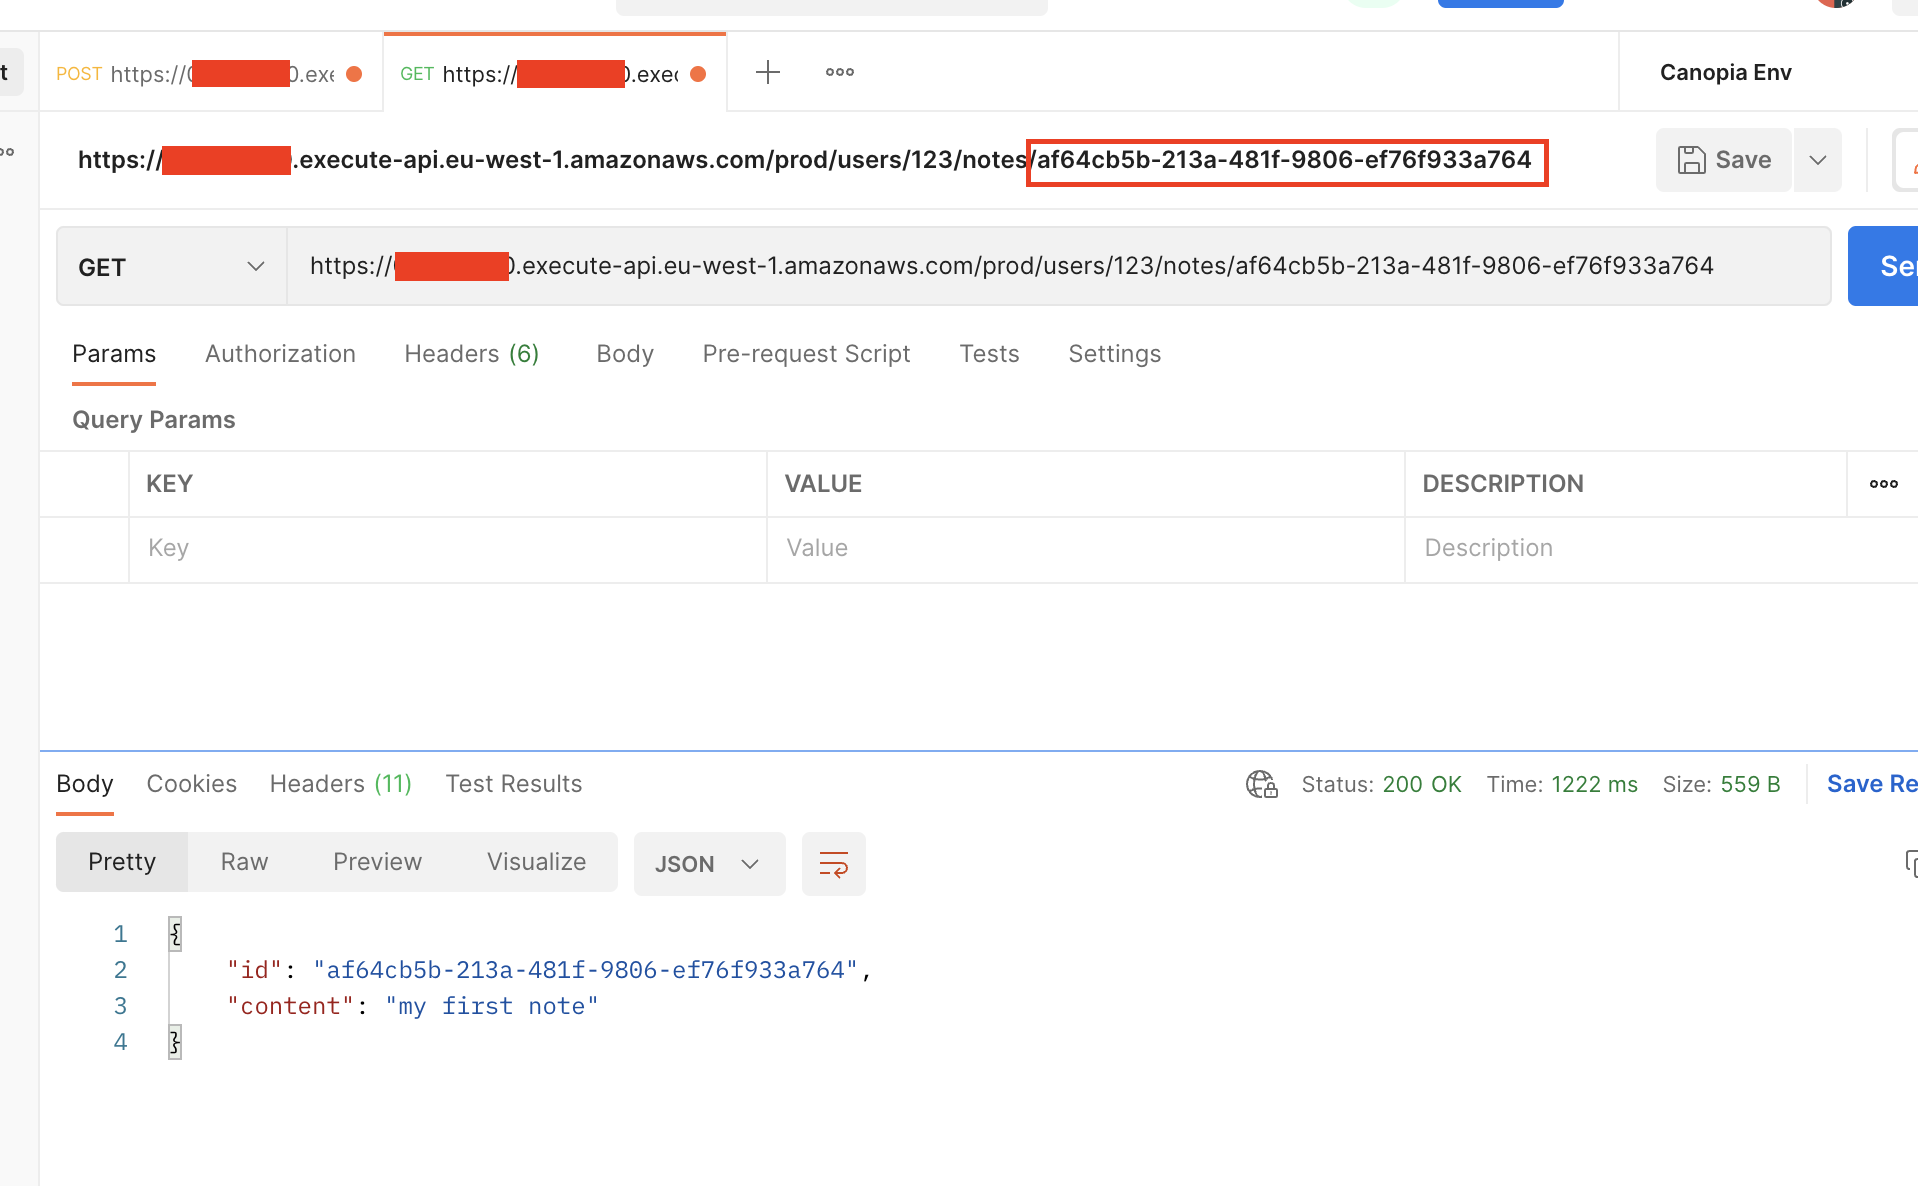 t
POST https:// 0.exe
GET https:// 0.exec
Canopia Env
https:// .execute-api.eu-west-1.amazonaws.com/prod/users/123/notes/af64cb5b-213a-481f-9806-ef76f933a764
Save
GET
https:// .execute-api.eu-west-1.amazonaws.com/prod/users/123/notes/af64cb5b-213a-481f-9806-ef76f933a764
Se
Params Authorization Headers (6) Body Pre-request Script Tests Settings
Query Params
KEY VALUE DESCRIPTION
Key Value Description
Body Cookies Headers (11) Test Results
Status: 200 OK Time: 1222 ms Size: 559 B
Save Re
Pretty Raw Preview Visualize JSON
1 {
2 "id": "af64cb5b-213a-481f-9806-ef76f933a764",
3 "content": "my first note"
4 }